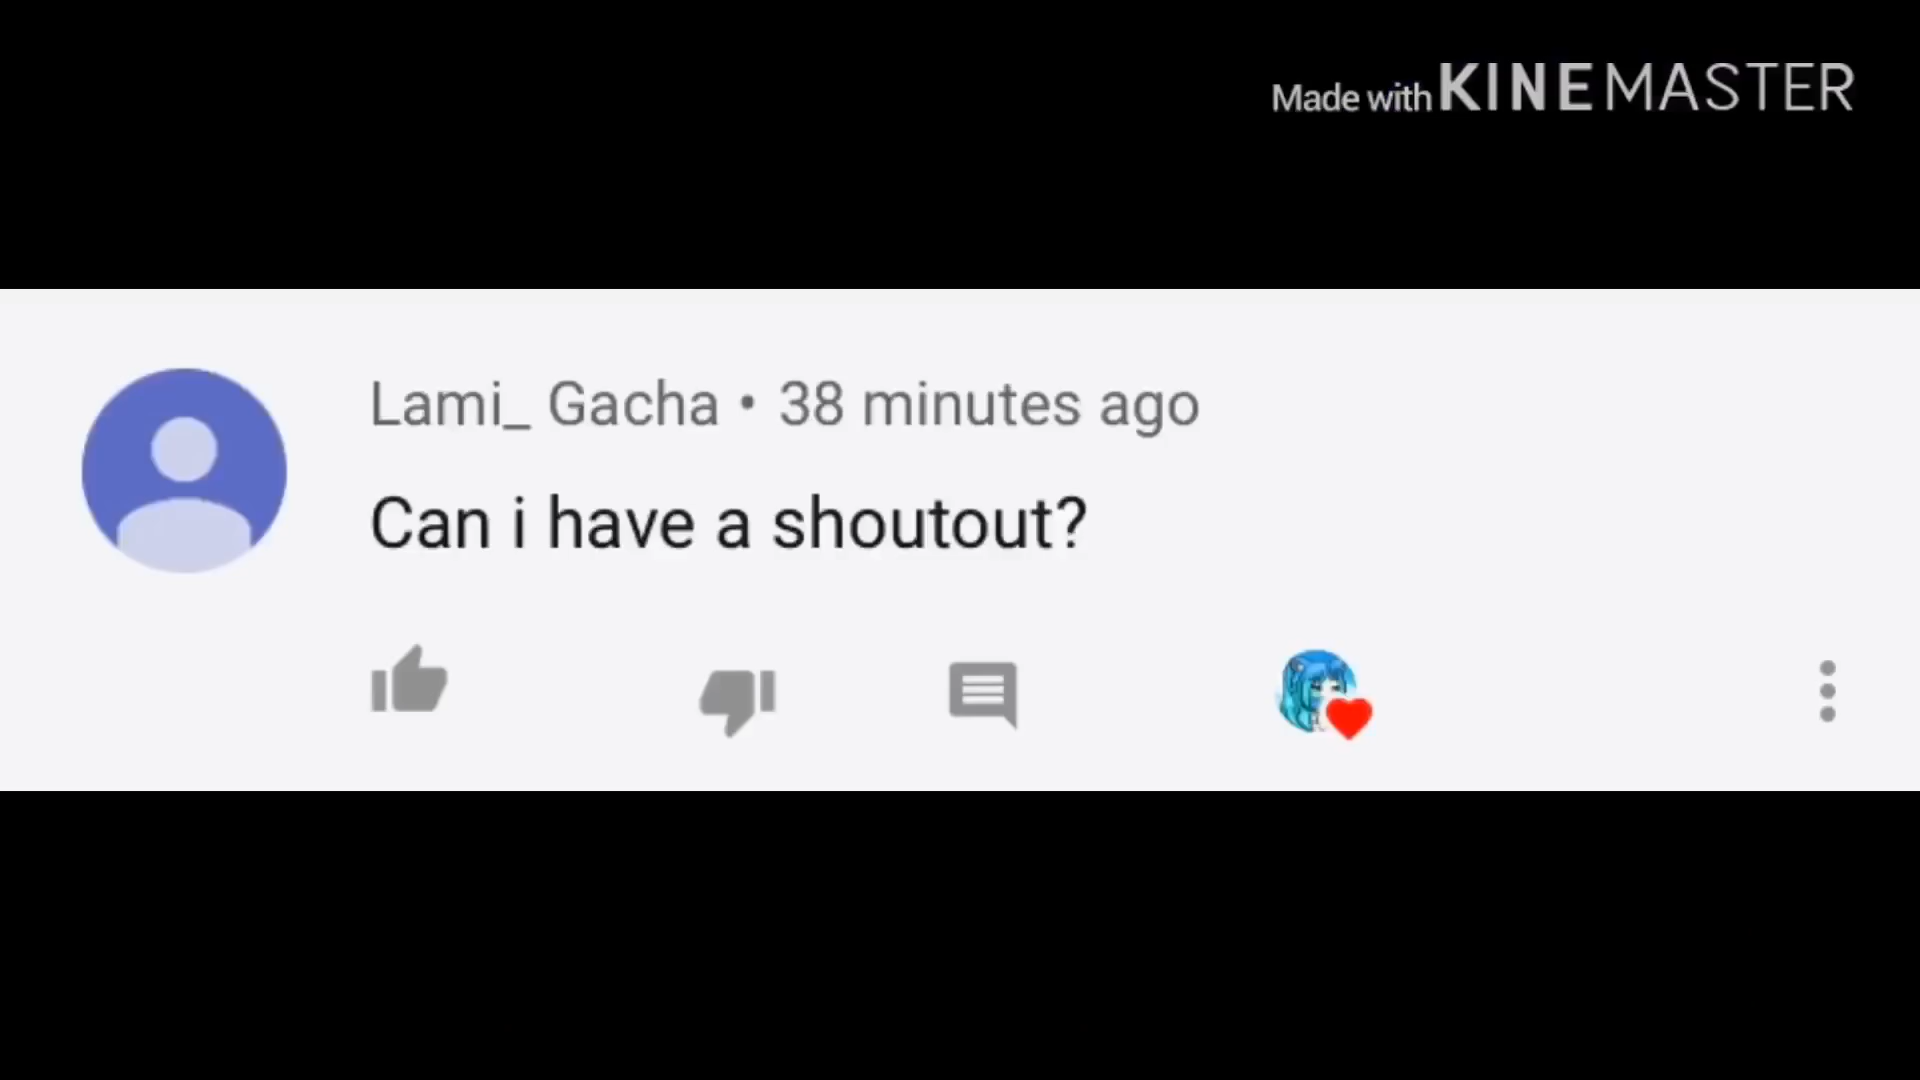 Made with KINEMASTER
Lami_ Gacha • 38 minutes ago
Can i have a shoutout?